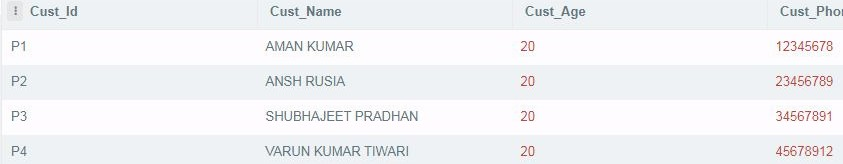 Cust_Id Cust_Name Cust_Age Cust_Pho
P1 AMAN KUMAR 20 12345678
P2 ANSH RUSIA 20 23456789
P3 SHUBHAJEET PRADHAN 20 34567891
P4 VARUN KUMAR TIWARI 20 45678912